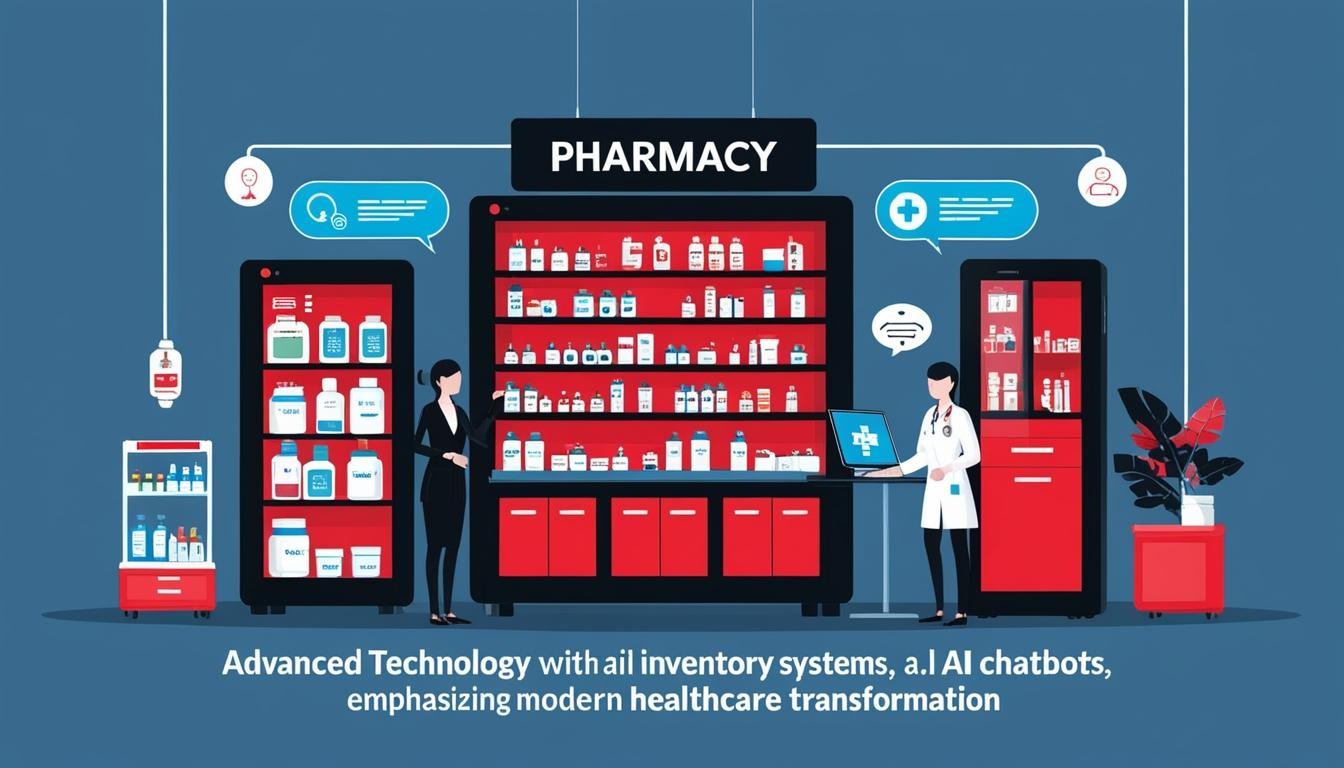 PHARMACY
Advanced Technology with ail inventory systems, a.l AI chatbots,
emphasizing modern healthcare transformation